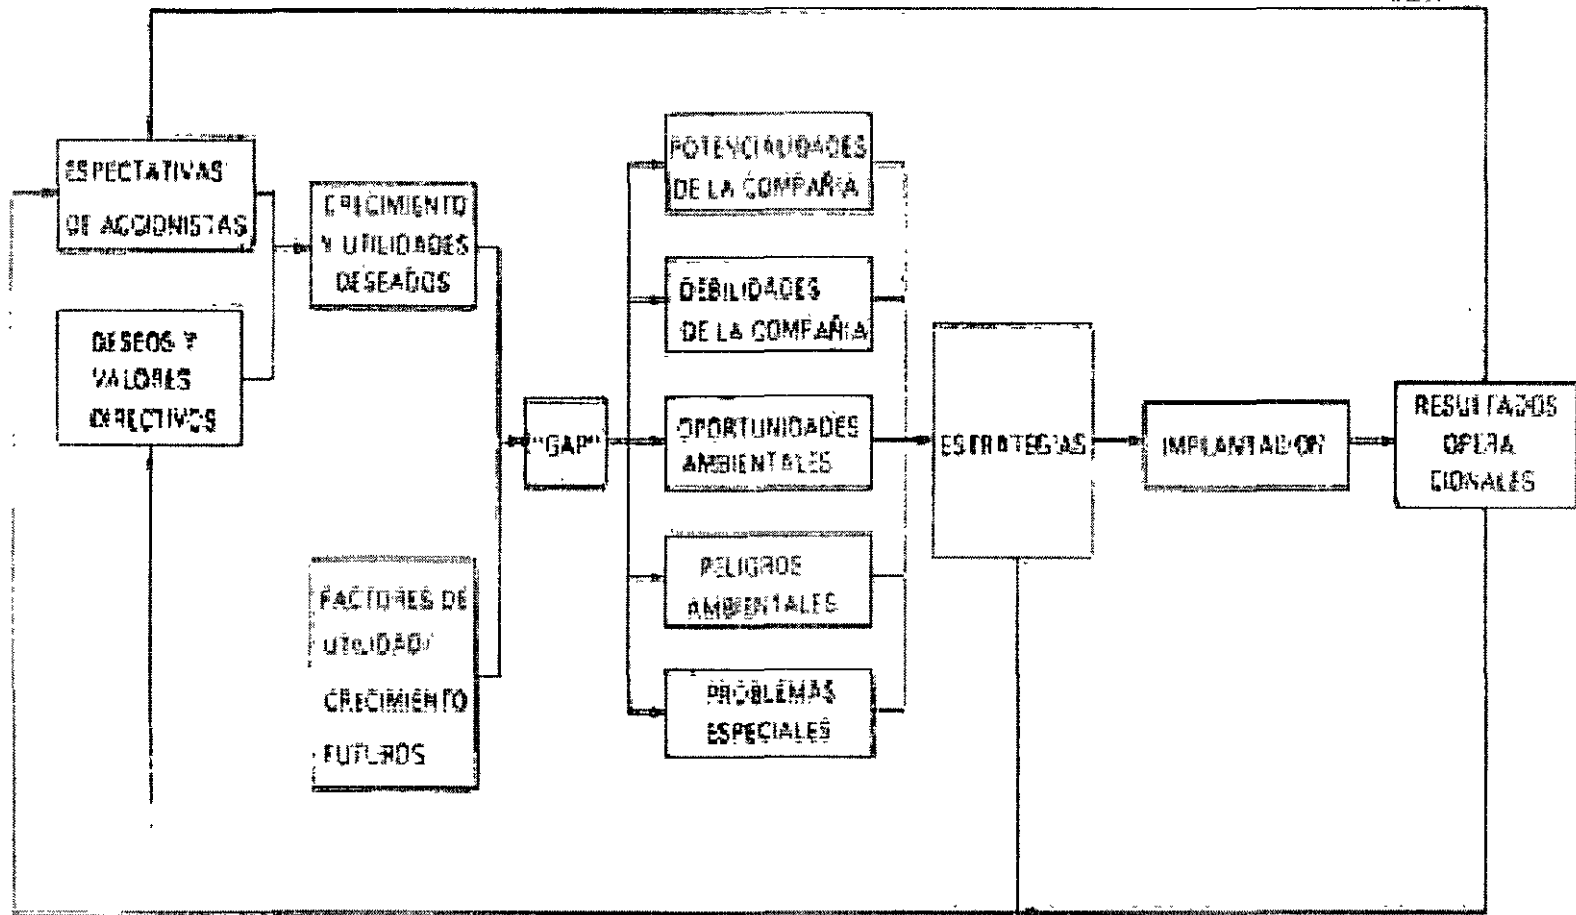 ESPECTATIVAS
DE ACCIONISTAS
DESEOS Y
VALORES
DIRECTIVOS
CRECIMIENTO
Y UTILIDADES
DESEADOS
FACTORES DE
UTILIDAD/
CRECIMIENTO
FUTUROS
"GAP"
POTENCIALIDADES
DE LA COMPAÑIA
DEBILIDADES
DE LA COMPAÑIA
OPORTUNIDADES
AMBIENTALES
PELIGROS
AMBIENTALES
PROBLEMAS
ESPECIALES
ESTRATEGIAS
IMPLANTACION
RESULTADOS
OPERA
CIONALES